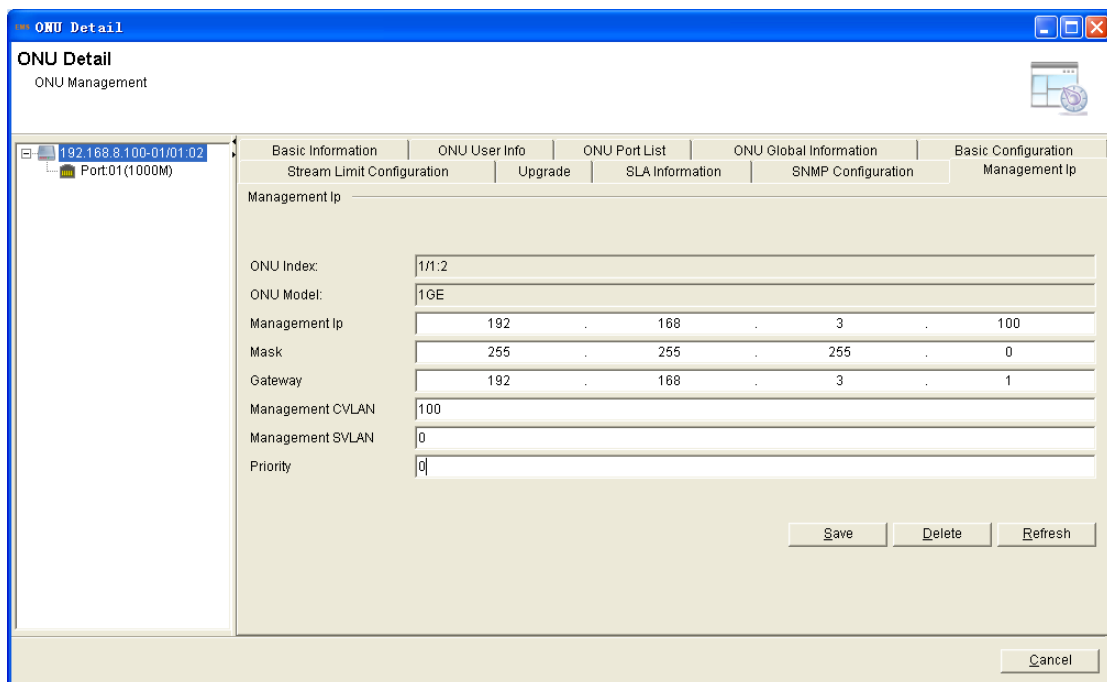 EMS ONU Detail
ONU Detail
ONU Management
192.168.8.100-01/01:02
Port:01(1000M)
Basic Information ONU User Info ONU Port List ONU Global Information Basic Configuration
Stream Limit Configuration Upgrade SLA Information SNMP Configuration Management Ip
Management Ip
ONU Index: 1/1:2
ONU Model: 1GE
Management Ip 192 . 168 . 3 . 100
Mask 255 . 255 . 255 . 0
Gateway 192 . 168 . 3 . 1
Management CVLAN 100
Management SVLAN 0
Priority 0
Save Delete Refresh
Cancel